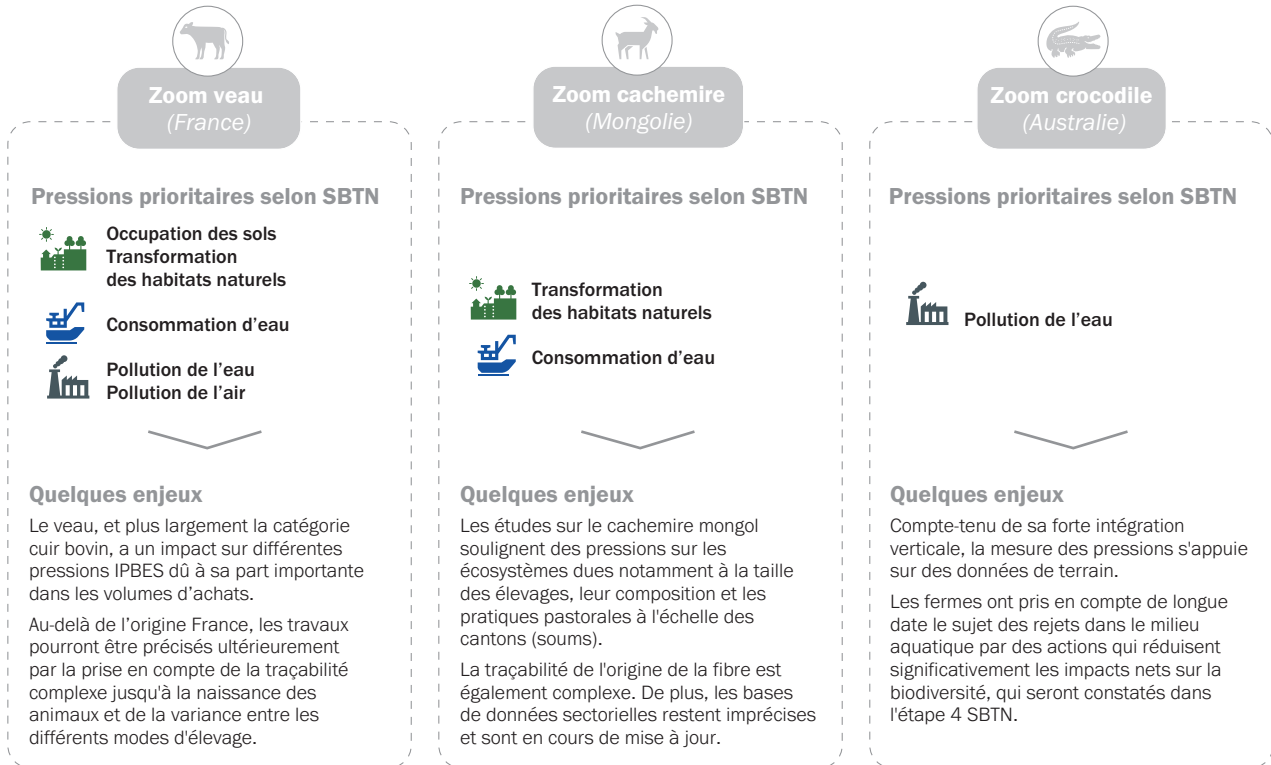 Zoom veau
(France)
Pressions prioritaires selon SBTN
Occupation des sols
Transformation
des habitats naturels
Consommation d'eau
Pollution de l'eau
Pollution de l'air
Quelques enjeux
Le veau, et plus largement la catégorie
cuir bovin, a un impact sur différentes
pressions IPBES dû à sa part importante
dans les volumes d'achats.
Au-delà de l'origine France, les travaux
pourront être précisés ultérieurement
par la prise en compte de la traçabilité
complexe jusqu'à la naissance des
animaux et de la variance entre les
différents modes d'élevage.
Zoom cachemire
(Mongolie)
Pressions prioritaires selon SBTN
Transformation
des habitats naturels
Consommation d'eau
Quelques enjeux
Les études sur le cachemire mongol
soulignent des pressions sur les
écosystèmes dues notamment à la taille
des élevages, leur composition et les
pratiques pastorales à l'échelle des
cantons (soums).
La traçabilité de l'origine de la fibre est
également complexe. De plus, les bases
de données sectorielles restent imprécises
et sont en cours de mise à jour.
Zoom crocodile
(Australie)
Pressions prioritaires selon SBTN
Pollution de l'eau
Quelques enjeux
Compte-tenu de sa forte intégration
verticale, la mesure des pressions s'appuie
sur des données de terrain.
Les fermes ont pris en compte de longue
date le sujet des rejets dans le milieu
aquatique par des actions qui réduisent
significativement les impacts nets sur la
biodiversité, qui seront constatés dans
l'étape 4 SBTN.